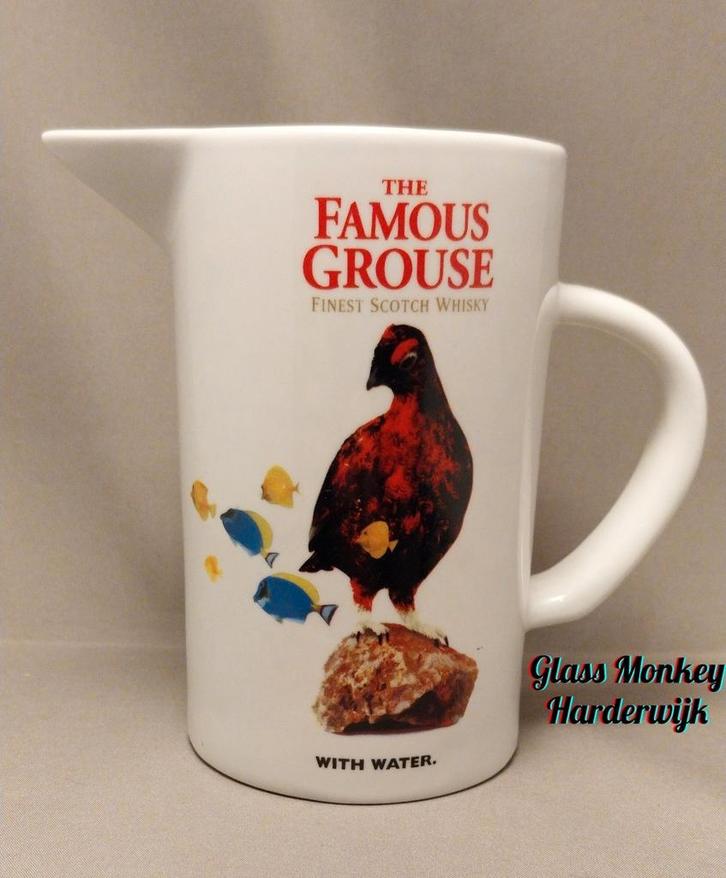 THE
FAMOUS
GROUSE
FINEST SCOTCH WHISKY
WITH WATER.
Glass Monkey
Harderwijk